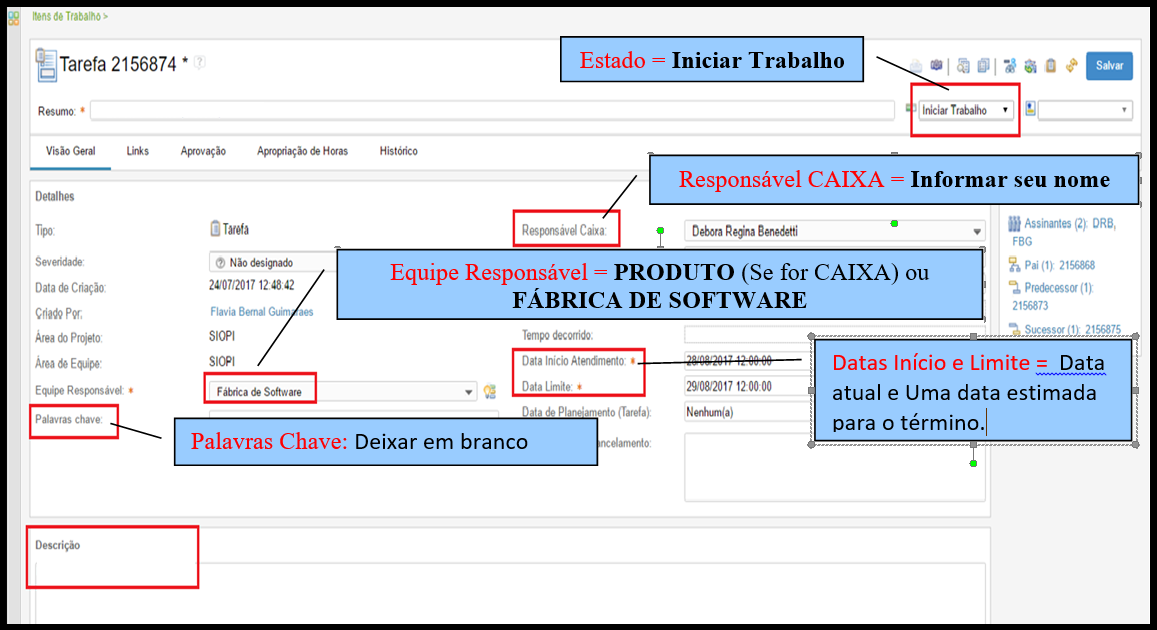 Itens de Trabalho >
Tarefa 2156874 *
Estado = Iniciar Trabalho
Salvar
Resumo: *
Iniciar Trabalho
Visão Geral Links Aprovação Apropriação de Horas Histórico
Responsável CAIXA = Informar seu nome
Detalhes
Tipo: Tarefa
Responsável Caixa: Debora Regina Benedetti
Assinantes (2): DRB,
FBG
Severidade: Não designado
Equipe Responsável = PRODUTO (Se for CAIXA) ou
FÁBRICA DE SOFTWARE
Pai (1): 2156868
Data de Criação: 24/07/2017 12:48:42
Predecessor (1):
2156873
Criado Por: Flavia Bernal Guimaraes
Área do Projeto: SIOPI
Tempo decorrido:
Sucessor (1): 2156875
Área de Equipe: SIOPI
Data Início Atendimento: * 28/08/2017 12:00:00
Datas Início e Limite = Data
atual e Uma data estimada
para o término.
Equipe Responsável: * Fábrica de Software
Data Limite: * 29/08/2017 12:00:00
Palavras chave:
Data de Planejamento (Tarefa): Nenhum(a)
Palavras Chave: Deixar em branco
ancelamento:
Descrição